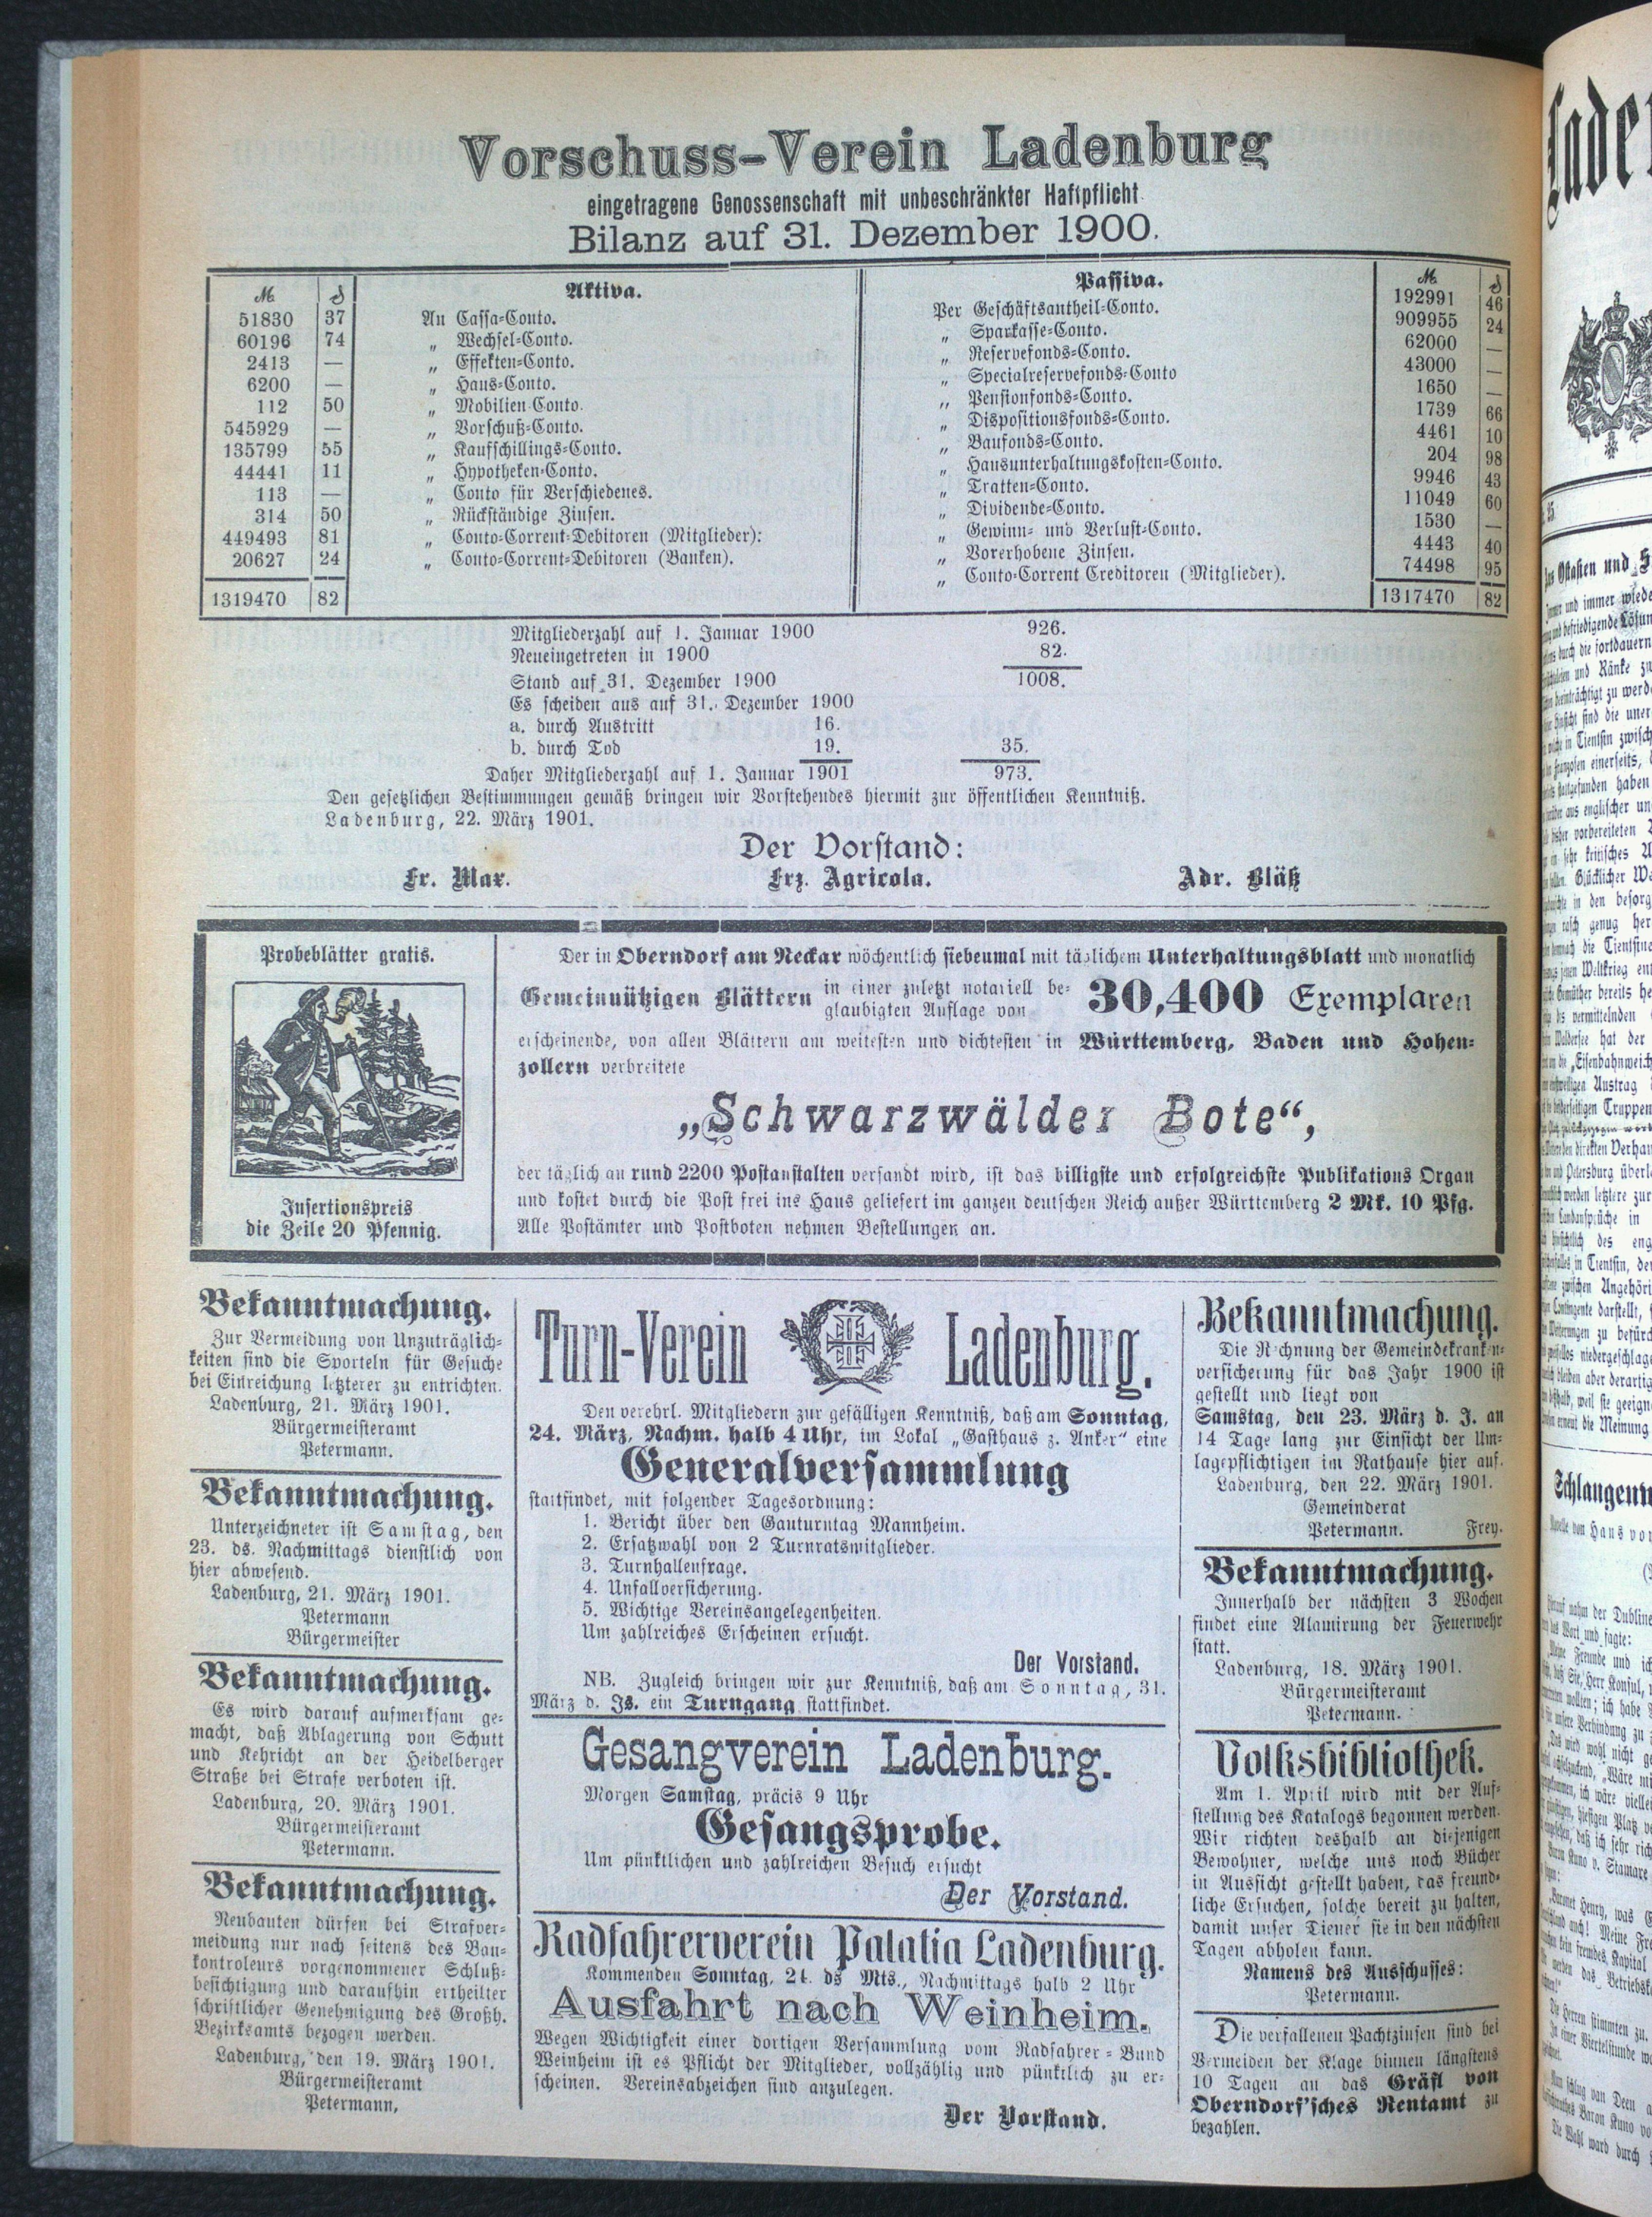 Vorschuss-Verein Ladenburg
eingetragene Genossenschaft mit unbeschränkter Haftpflicht
Bilanz auf 31. Dezember 1900.
M. ₰ Aktiva.
51830 37 An Cassa-Conto.
60196 74 „ Wechsel-Conto.
2413 — „ Effekten-Conto.
6200 — „ Haus-Conto.
112 50 „ Mobilien-Conto.
545929 — „ Vorschuß-Conto.
135799 55 „ Kaufschillings-Conto.
44441 11 „ Hypotheken-Conto.
113 — „ Conto für Verschiedenes.
314 50 „ Rückständige Zinsen.
449493 81 „ Conto-Corrent-Debitoren (Mitglieder):
20627 24 „ Conto-Corrent-Debitoren (Banken).
1319470 82
Passiva. M. ₰
Per Geschäftsantheil-Conto. 192991 46
„ Sparkasse-Conto. 909955 24
„ Reservefonds-Conto. 62000 —
„ Specialreservefonds-Conto 43000 —
„ Pensionfonds-Conto. 1650 —
„ Dispositionsfonds-Conto. 1739 66
„ Baufonds-Conto. 4461 10
„ Hausunterhaltungskosten-Conto. 204 98
„ Tratten-Conto. 9946 43
„ Dividende-Conto. 11049 60
„ Gewinn- und Verlust-Conto. 1530 —
„ Vorerhobene Zinsen. 4443 40
„ Conto-Corrent Creditoren (Mitglieder). 74498 95
1317470 82
Mitgliederzahl auf 1. Januar 1900 926.
Neueingetreten in 1900 82.
Stand auf 31. Dezember 1900 1008.
Es scheiden aus auf 31. Dezember 1900
a. durch Austritt 16.
b. durch Tod 19. 35.
Daher Mitgliederzahl auf 1. Januar 1901 973.
Den gesetzlichen Bestimmungen gemäß bringen wir Vorstehendes hiermit zur öffentlichen Kenntniß.
Ladenburg, 22. März 1901.
Der Vorstand:
Fr. Max. Frz. Agricola. Adr. Bläß
Probeblätter gratis.
Insertionspreis
die Zeile 20 Pfennig.
Der in Oberndorf am Neckar wöchentlich siebenmal mit täglichem Unterhaltungsblatt und monatlich
Gemeinnützigen Blättern in einer zuletzt notariell be-
glaubigten Auflage von 30,400 Exemplaren
erscheinende, von allen Blättern am weitesten und dichtesten in Württemberg, Baden und Hohen-
zollern verbreitete
„Schwarzwälder Bote“,
der täglich an rund 2200 Postanstalten versandt wird, ist das billigste und erfolgreichste Publikations Organ
und kostet durch die Post frei ins Haus geliefert im ganzen deutschen Reich außer Württemberg 2 Mk. 10 Pfg.
Alle Postämter und Postboten nehmen Bestellungen an.
Bekanntmachung.
Zur Vermeidung von Unzuträglich-
keiten sind die Sporteln für Gesuche
bei Einreichung letzterer zu entrichten.
Ladenburg, 21. März 1901.
Bürgermeisteramt
Petermann.
Bekanntmachung.
Unterzeichneter ist Samstag, den
23. ds. Nachmittags dienstlich von
hier abwesend.
Ladenburg, 21. März 1901.
Petermann
Bürgermeister
Bekanntmachung.
Es wird darauf aufmerksam ge-
macht, daß Ablagerung von Schutt
und Kehricht an der Heidelberger
Straße bei Strafe verboten ist.
Ladenburg, 20. März 1901.
Bürgermeisteramt
Petermann.
Bekanntmachung.
Neubauten dürfen bei Strafver-
meidung nur nach seitens des Bau-
kontroleurs vorgenommener Schluß-
besichtigung und daraufhin ertheilter
schriftlicher Genehmigung des Großh.
Bezirksamts bezogen werden.
Ladenburg, den 19. März 1901.
Bürgermeisteramt
Petermann,
Turn-Verein Ladenburg.
Den verehrl. Mitgliedern zur gefälligen Kenntniß, daß am Sonntag,
24. März, Nachm. halb 4 Uhr, im Lokal „Gasthaus z. Anker“ eine
Generalversammlung
stattfindet, mit folgender Tagesordnung:
1. Bericht über den Gauturntag Mannheim.
2. Ersatzwahl von 2 Turnratsmitglieder.
3. Turnhallenfrage.
4. Unfallversicherung.
5. Wichtige Vereinsangelegenheiten.
Um zahlreiches Erscheinen ersucht.
Der Vorstand.
NB. Zugleich bringen wir zur Kenntniß, daß am Sonntag, 31.
März d. Js. ein Turngang stattfindet.
Gesangverein Ladenburg.
Morgen Samstag, präcis 9 Uhr
Gesangsprobe.
Um pünktlichen und zahlreichen Besuch ersucht
Der Vorstand.
Radfahrerverein Palatia Ladenburg.
Kommenden Sonntag, 24. ds Mts., Nachmittags halb 2 Uhr
Ausfahrt nach Weinheim.
Wegen Wichtigkeit einer dortigen Versammlung vom Radfahrer-Bund
Weinheim ist es Pflicht der Mitglieder, vollzählig und pünktlich zu er-
scheinen. Vereinsabzeichen sind anzulegen.
Der Vorstand.
Bekanntmachung.
Die Rechnung der Gemeindekranken-
versicherung für das Jahr 1900 ist
gestellt und liegt von
Samstag, den 23. März d. J. an
14 Tage lang zur Einsicht der Um-
lagepflichtigen im Rathause hier auf.
Ladenburg, den 22. März 1901.
Gemeinderat
Petermann. Frey.
Bekanntmachung.
Innerhalb der nächsten 3 Wochen
findet eine Alamirung der Feuerwehr
statt.
Ladenburg, 18. März 1901.
Bürgermeisteramt
Petermann.
Volksbibliothek.
Am 1. April wird mit der Auf-
stellung des Katalogs begonnen werden.
Wir richten deshalb an diejenigen
Bewohner, welche uns noch Bücher
in Aussicht gestellt haben, das freund-
liche Ersuchen, solche bereit zu halten,
damit unser Diener sie in den nächsten
Tagen abholen kann.
Namens des Ausschusses:
Petermann.
Die verfallenen Pachtzinsen sind bei
Vermeiden der Klage binnen längstens
10 Tagen an das Gräfl von
Oberndorf'sches Rentamt zu
bezahlen.